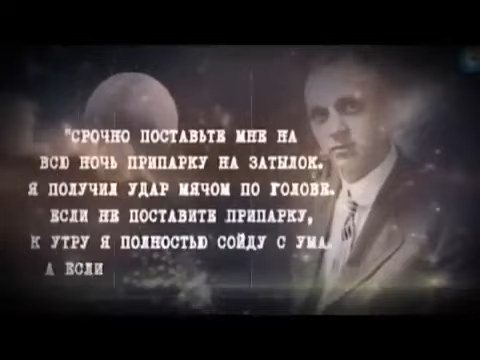 "СРОЧНО ПОСТАВЬТЕ МНЕ НА
ВСЮ НОЧЬ ПРИПАРКУ НА ЗАТЫЛОК.
Я ПОЛУЧИЛ УДАР МЯЧОМ ПО ГОЛОВЕ.
ЕСЛИ НЕ ПОСТАВИТЕ ПРИПАРКУ,
К УТРУ Я ПОЛНОСТЬЮ СОЙДУ С УМА.
А ЕСЛИ